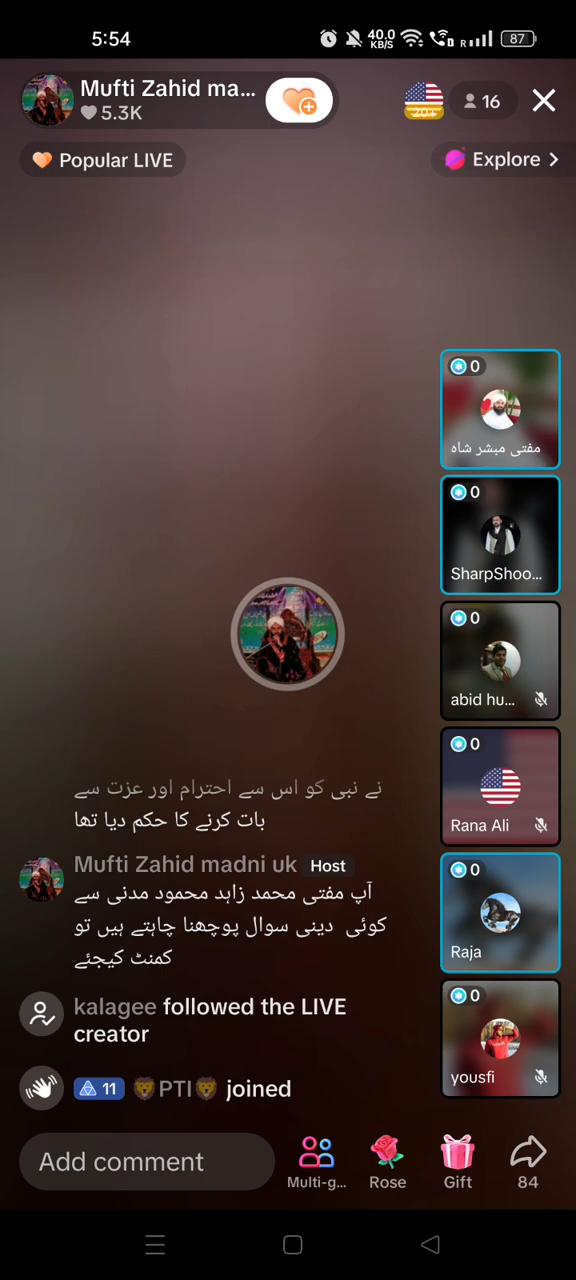 5:54
40.0
KB/S
R
87
Mufti Zahid ma...
5.3K
16
Popular LIVE
Explore >
0
مفتی مبشر شاہ
0
SharpShoo...
0
abid hu...
0
Rana Ali
0
Raja
0
yousfi
نے نبی کو اس سے احترام اور عزت سے
بات کرنے کا حکم دیا تھا
Mufti Zahid madni uk Host
آپ مفتی محمد زاہد محمود مدنی سے
کوئی دینی سوال پوچھنا چاہتے ہیں تو
کمنٹ کیجئے
kalagee followed the LIVE
creator
11 🦁PTI🦁 joined
Add comment
Multi-g...
Rose
Gift
84